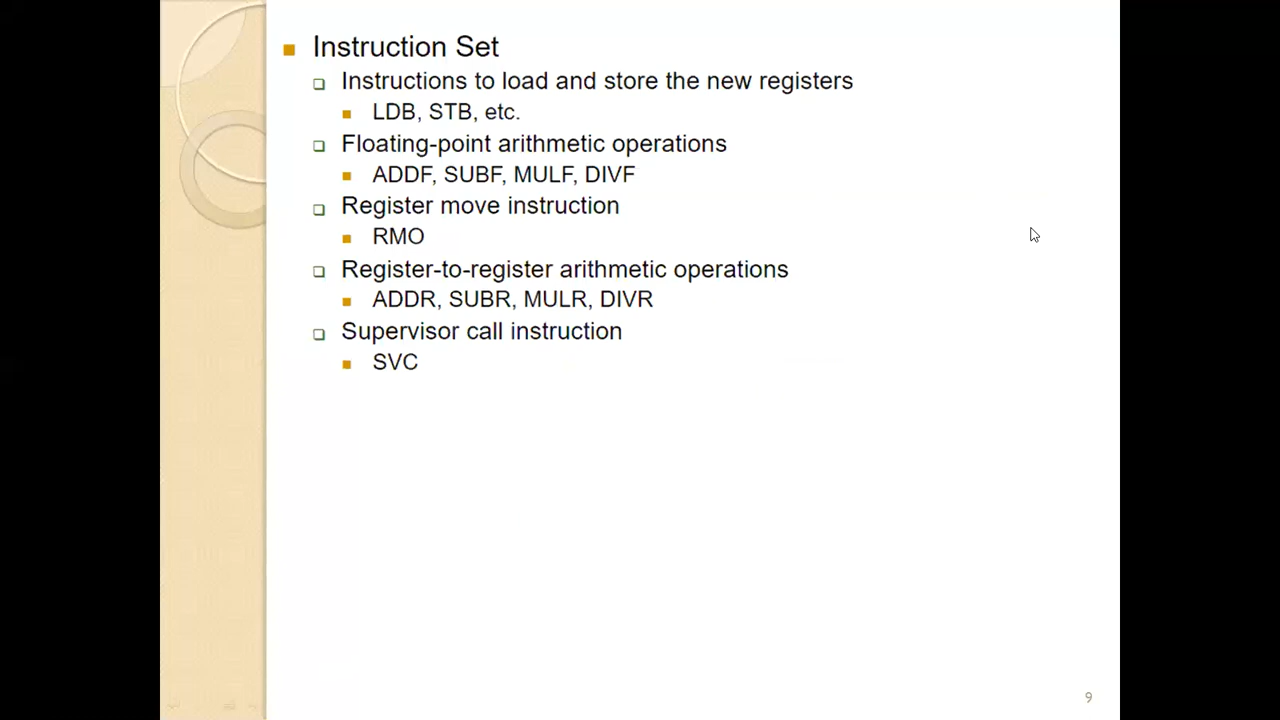 Instruction Set
Instructions to load and store the new registers
LDB, STB, etc.
Floating-point arithmetic operations
ADDF, SUBF, MULF, DIVF
Register move instruction
RMO
Register-to-register arithmetic operations
ADDR, SUBR, MULR, DIVR
Supervisor call instruction
SVC
9